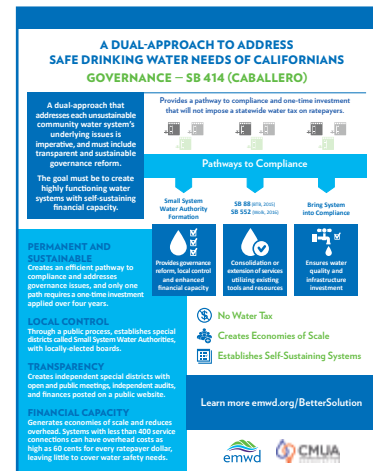 A DUAL-APPROACH TO ADDRESS
SAFE DRINKING WATER NEEDS OF CALIFORNIANS
GOVERNANCE – SB 414 (CABALLERO)
A dual-approach that
addresses each unsustainable
community water system's
underlying issues is
imperative, and must include
transparent and sustainable
governance reform.
The goal must be to create
highly functioning water
systems with self-sustaining
financial capacity.
Provides a pathway to compliance and one-time investment
that will not impose a statewide water tax on ratepayers.
Pathways to Compliance
Small System
Water Authority
Formation
SB 88 (BTB, 2015)
SB 552 (Wolk, 2016)
Bring System
into Compliance
Provides governance
reform, local control
and enhanced
financial capacity
Consolidation or
extension of services
utilizing existing
tools and resources
Ensures water
quality and
infrastructure
investment
PERMANENT AND
SUSTAINABLE
Creates an efficient pathway to
compliance and addresses
governance issues, and only one
path requires a one-time investment
applied over four years.
LOCAL CONTROL
Through a public process, establishes special
districts called Small System Water Authorities,
with locally-elected boards.
TRANSPARENCY
Creates independent special districts with
open and public meetings, independent audits,
and finances posted on a public website.
FINANCIAL CAPACITY
Generates economies of scale and reduces
overhead. Systems with less than 400 service
connections can have overhead costs as
high as 60 cents for every ratepayer dollar,
leaving little to cover water safety needs.
No Water Tax
Creates Economies of Scale
Establishes Self-Sustaining Systems
Learn more emwd.org/BetterSolution
emwd
CMUA